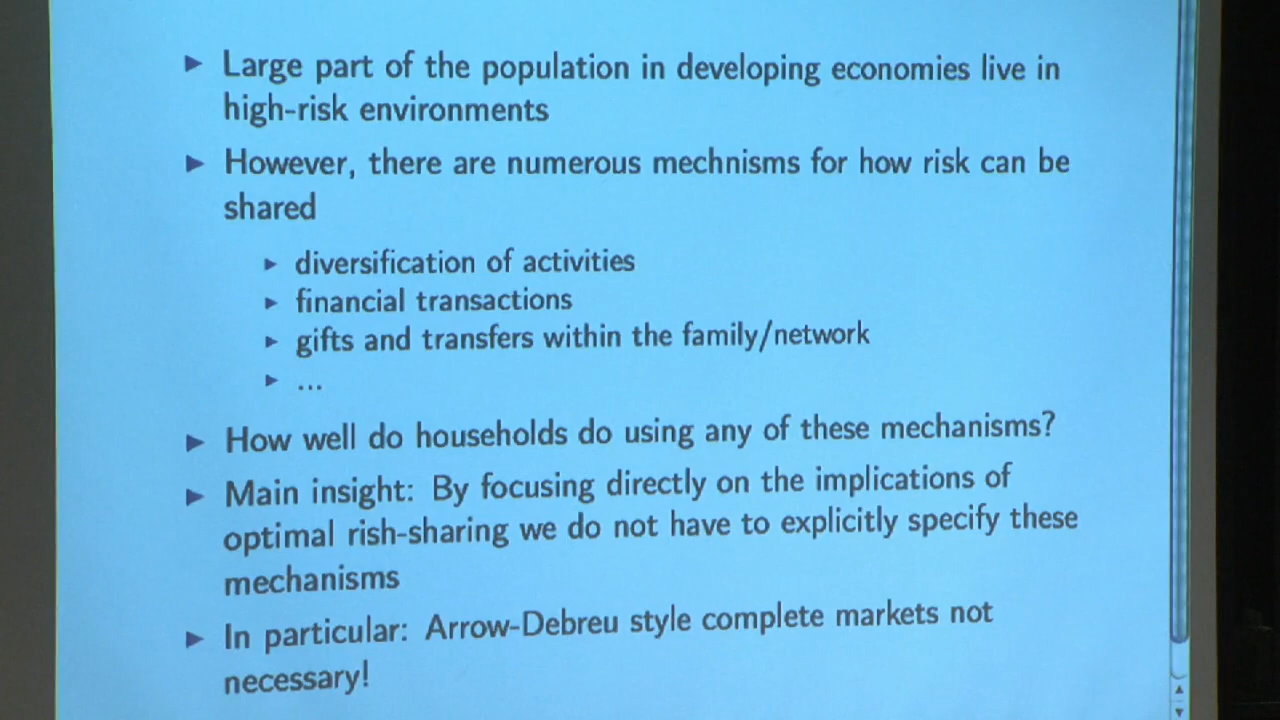 ▶ Large part of the population in developing economies live in
high-risk environments
▶ However, there are numerous mechnisms for how risk can be
shared
▶ diversification of activities
▶ financial transactions
▶ gifts and transfers within the family/network
▶ ...
▶ How well do households do using any of these mechanisms?
▶ Main insight: By focusing directly on the implications of
optimal rish-sharing we do not have to explicitly specify these
mechanisms
▶ In particular: Arrow-Debreu style complete markets not
necessary!